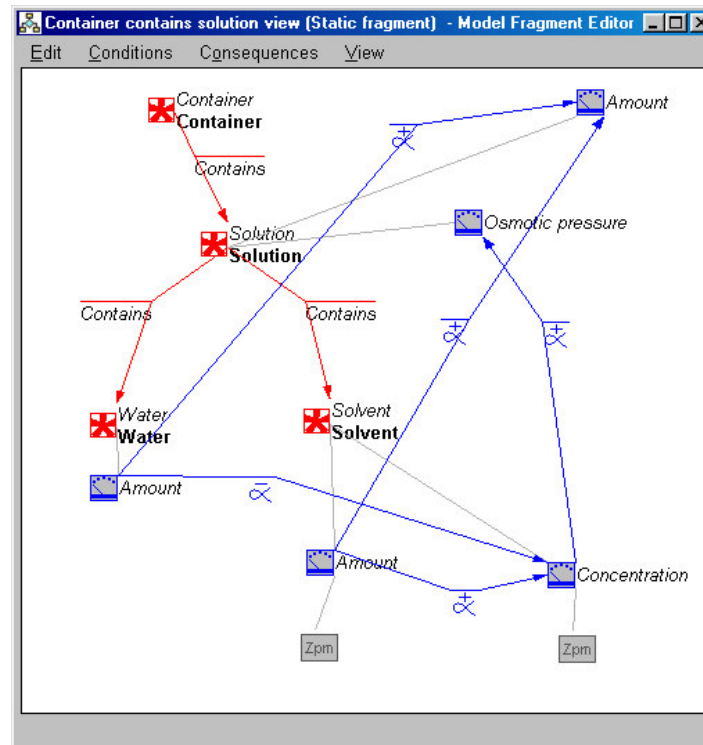 Container contains solution view (Static fragment) - Model Fragment Editor
Edit Conditions Consequences View
Container
Container
Amount
α+
Contains
Solution
Solution
Osmotic pressure
Contains
Contains
α+
α+
Water
Water
Solvent
Solvent
Amount
α-
Amount
α+
Concentration
Zpm
Zpm